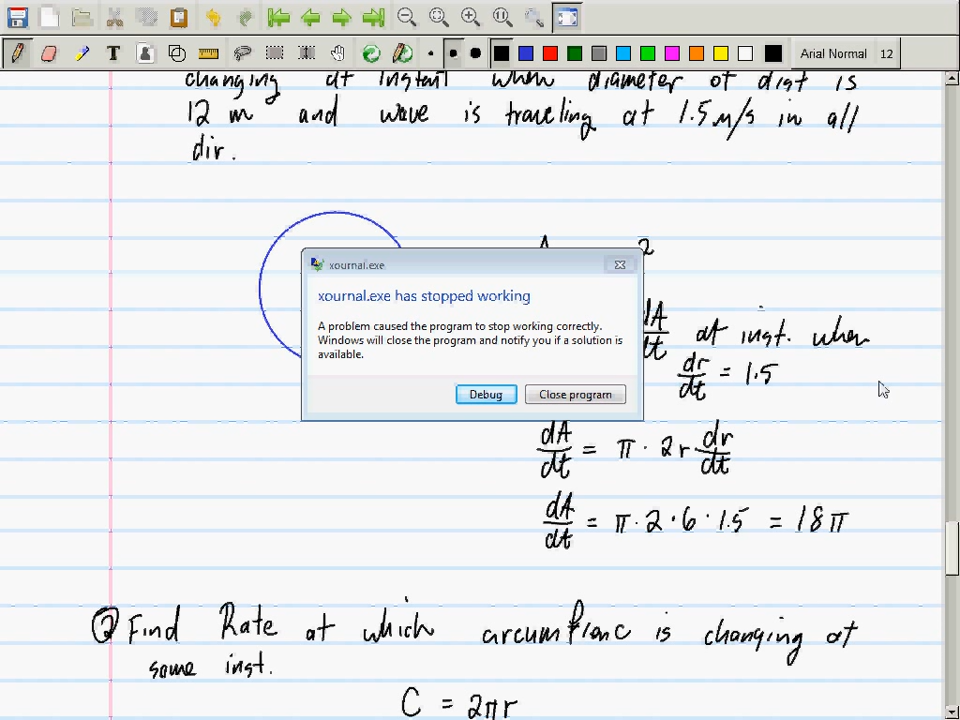 Arial Normal 12
changing at instant when diameter of dist is
12 m and wave is traveling at 1.5 m/s in all
dir.
A 2
xournal.exe
xournal.exe has stopped working
A problem caused the program to stop working correctly.
Windows will close the program and notify you if a solution is
available.
Debug Close program
dA/dt at inst. when
dr/dt = 1.5
dA/dt = π · 2r · dr/dt
dA/dt = π · 2 · 6 · 1.5 = 18π
② Find Rate at which is changing at
same inst.
C = 2πr